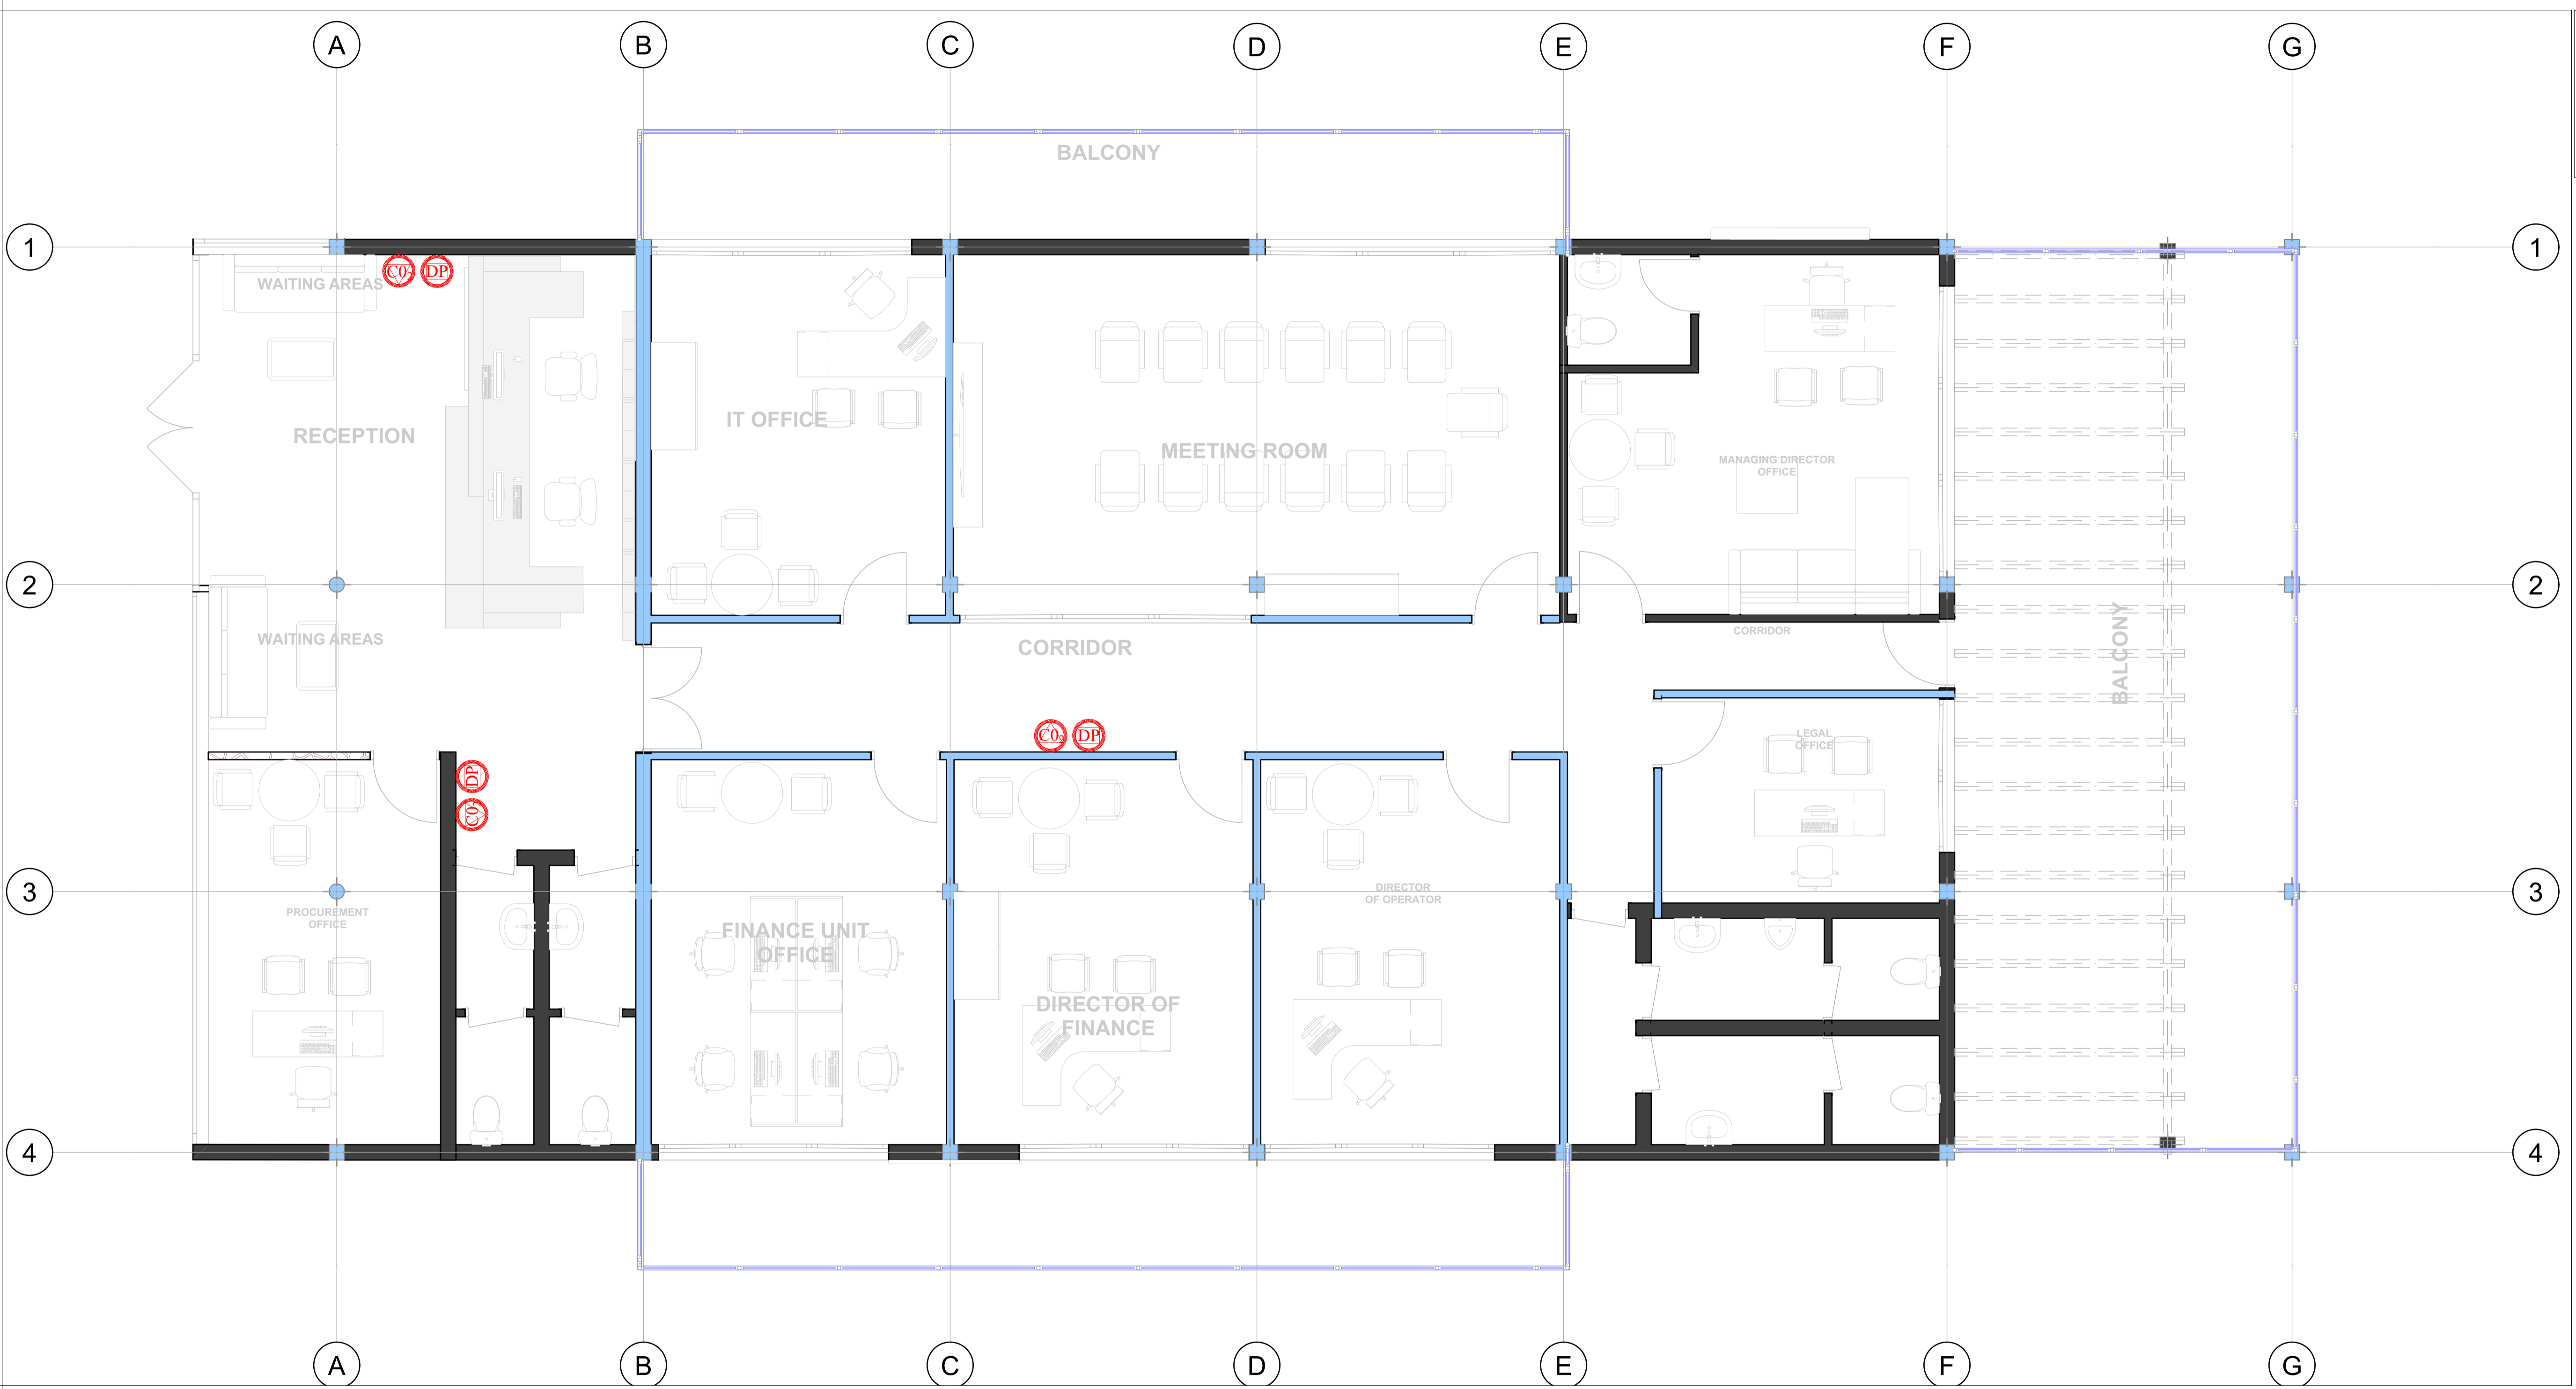 A B C D E F G
BALCONY
1 1
C02 DP
WAITING AREAS
IT OFFICE
RECEPTION
MEETING ROOM
MANAGING DIRECTOR
OFFICE
2 2
BALCONY
WAITING AREAS
CORRIDOR
CORRIDOR
C02 DP
LEGAL
OFFICE
DP
C02
3 3
PROCUREMENT
OFFICE
FINANCE UNIT
OFFICE
DIRECTOR
OF OPERATOR
DIRECTOR OF
FINANCE
4 4
A B C D E F G